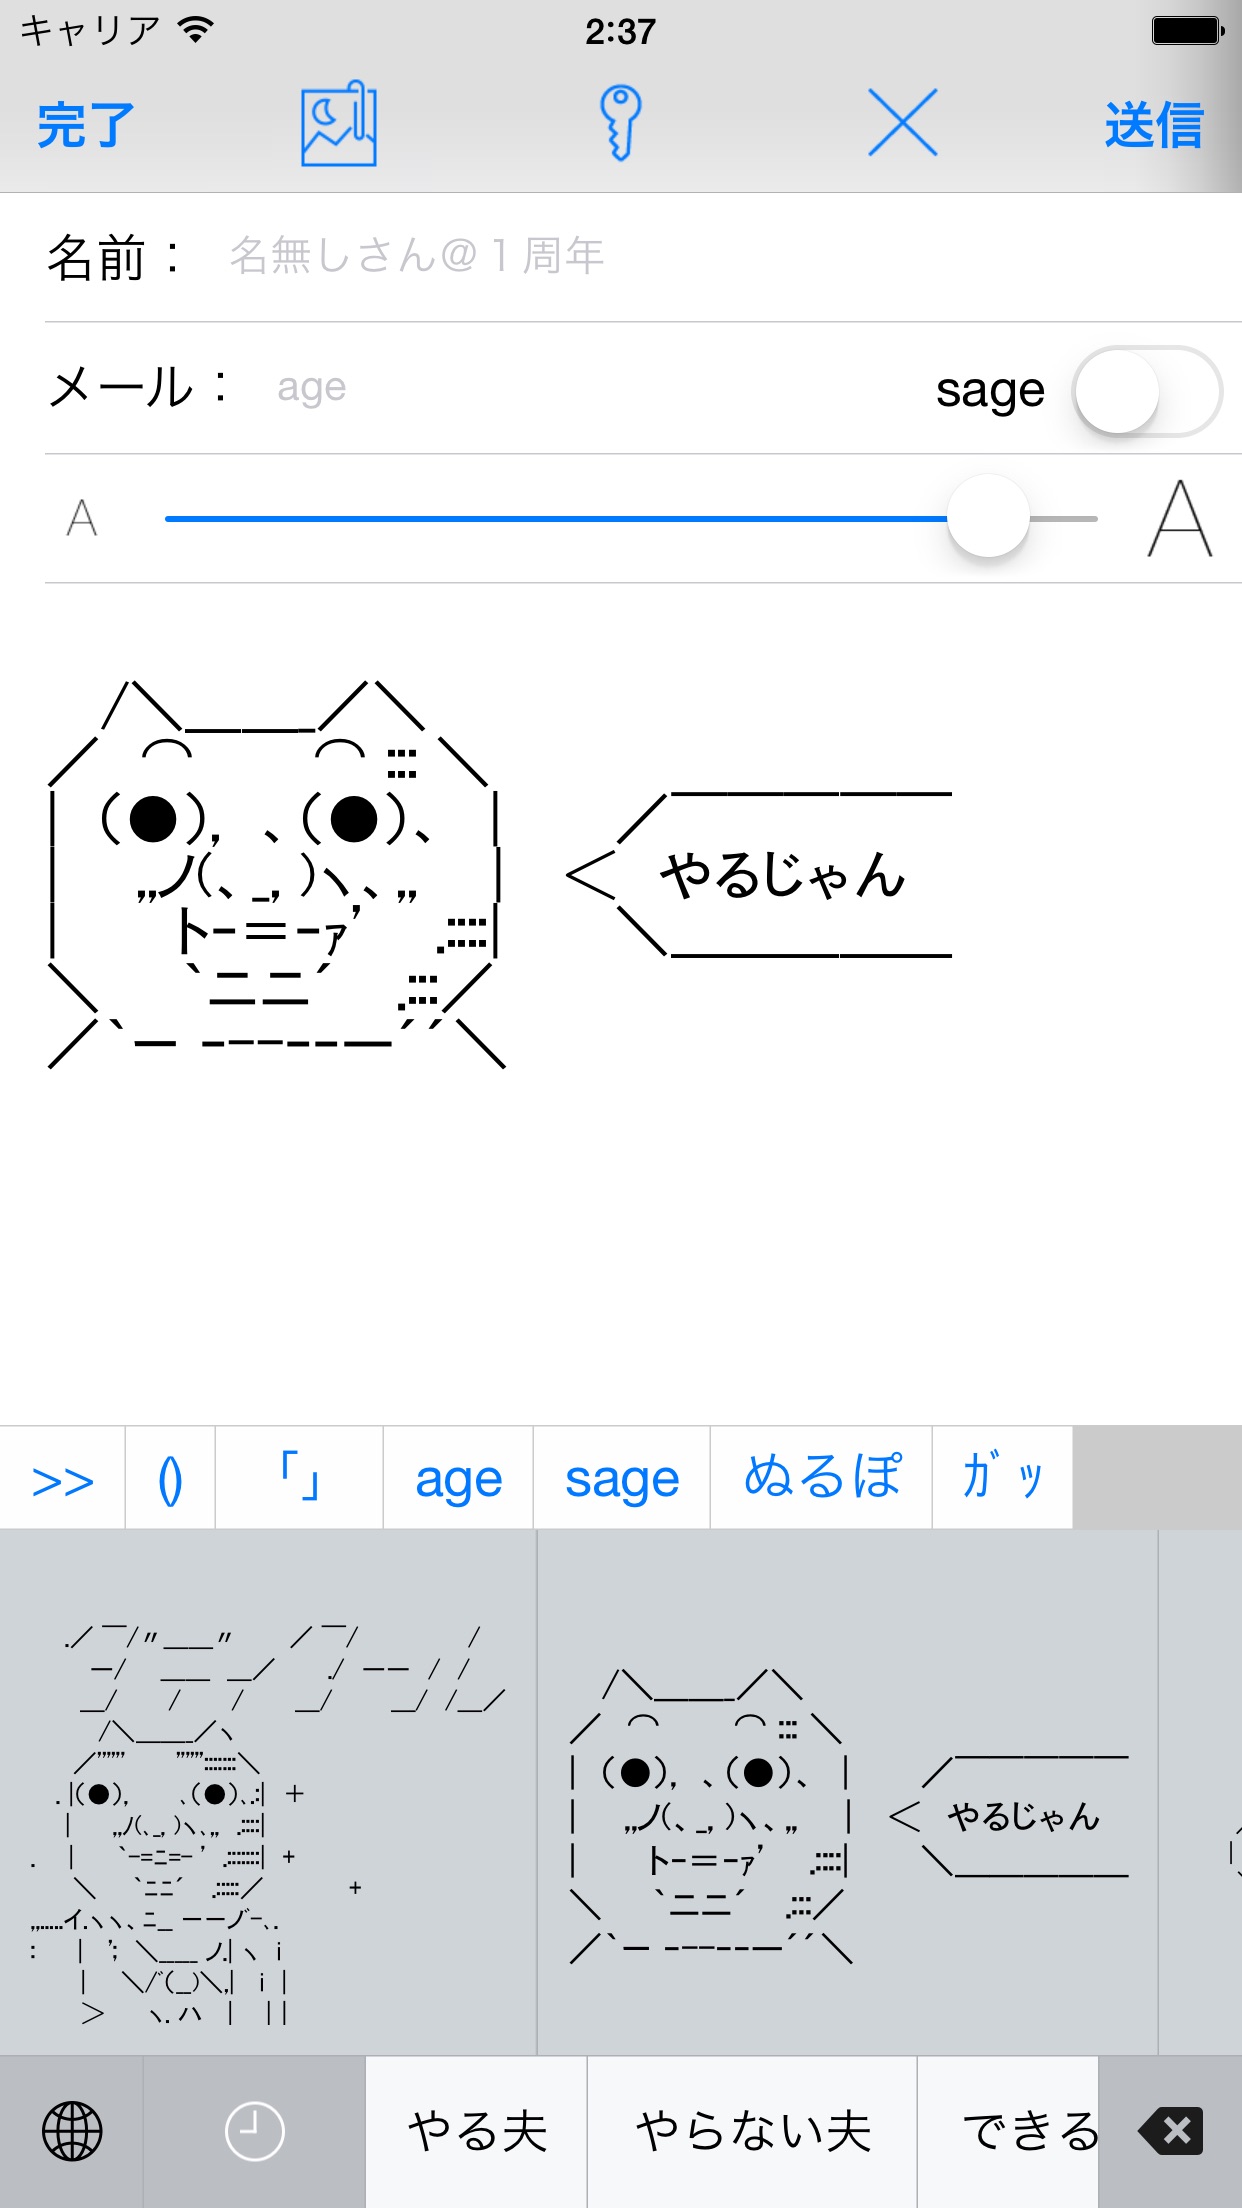 キャリア 2:37
完了 送信
名前： 名無しさん＠１周年
メール： age sage
A A
やるじゃん
>> () 「」 age sage ぬるぽ ｶﾞｯ
やるじゃん
やる夫 やらない夫 できる